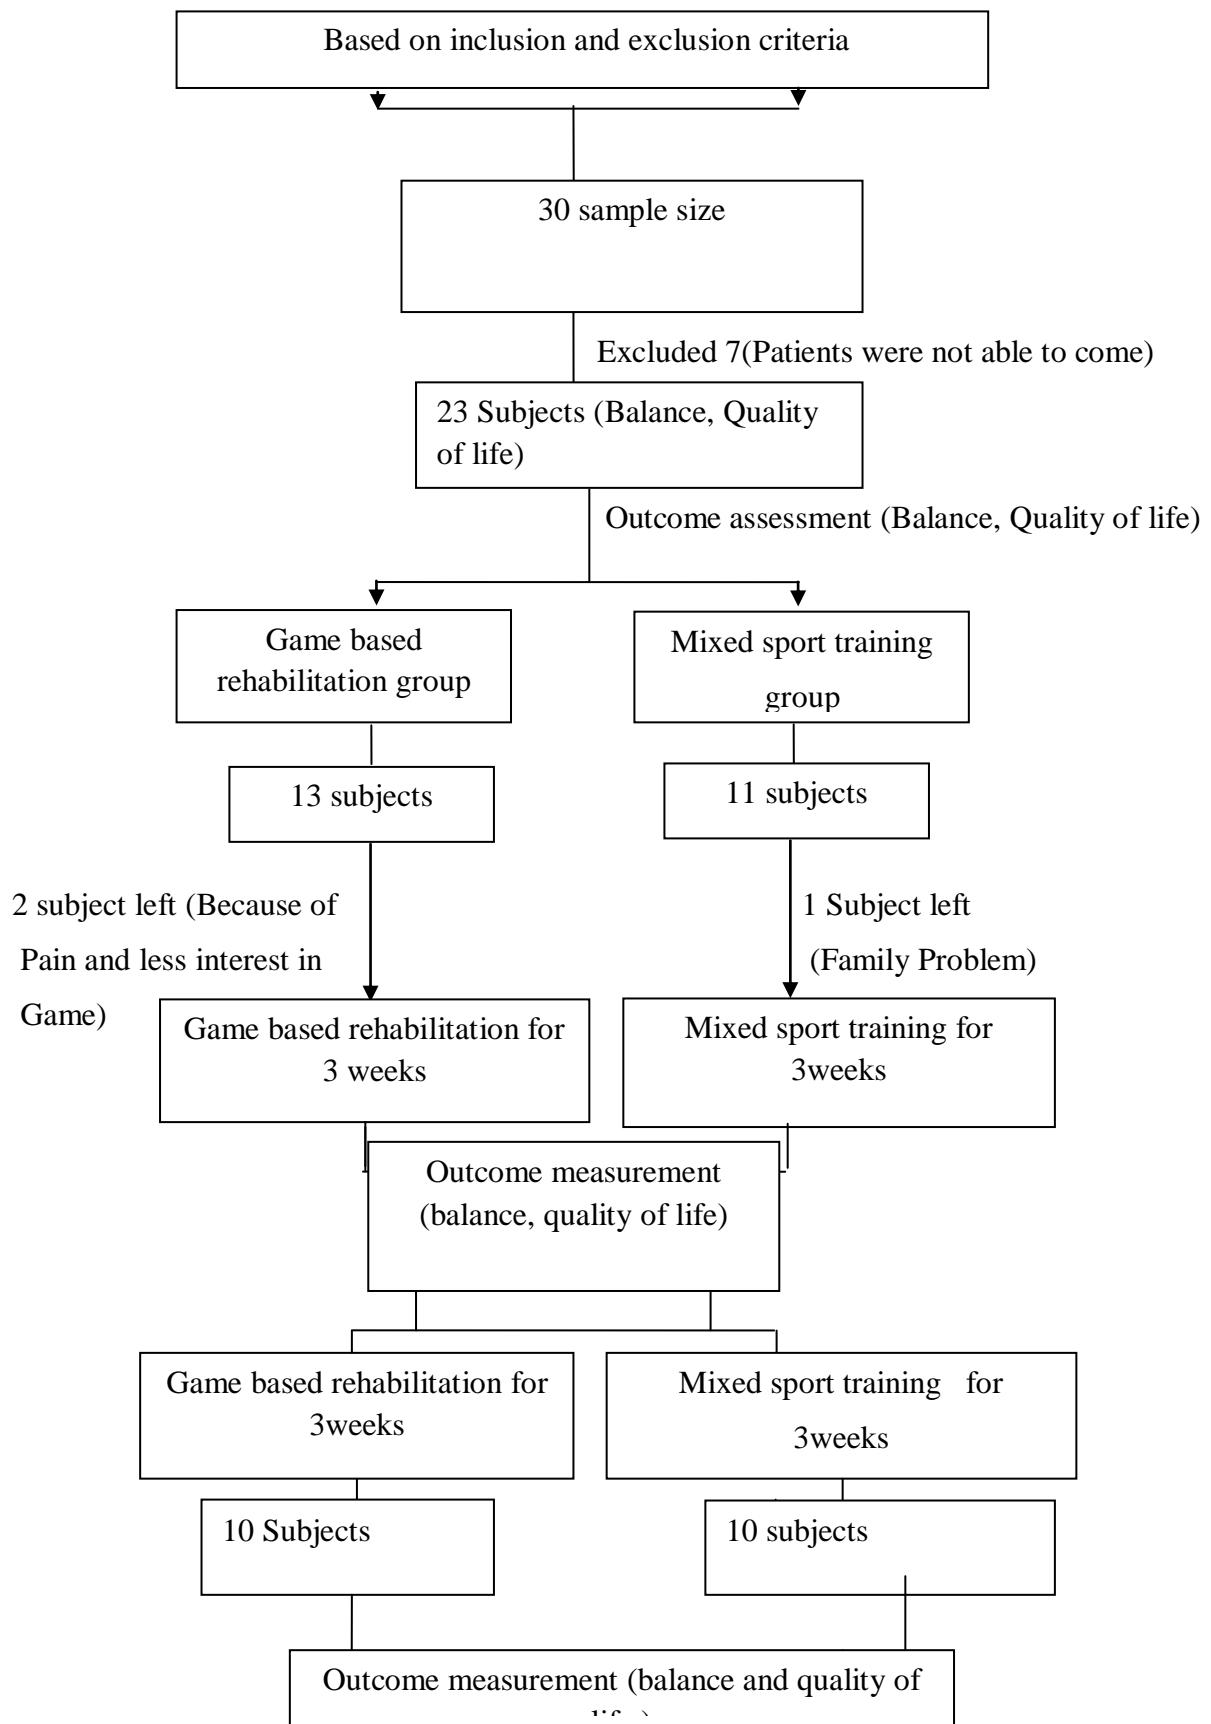 Based on inclusion and exclusion criteria
30 sample size
Excluded 7(Patients were not able to come)
23 Subjects (Balance, Quality
of life)
Outcome assessment (Balance, Quality of life)
Game based
rehabilitation group
Mixed sport training
group
13 subjects
11 subjects
2 subject left (Because of
Pain and less interest in
Game)
1 Subject left
(Family Problem)
Game based rehabilitation for
3 weeks
Mixed sport training for
3weeks
Outcome measurement
(balance, quality of life)
Game based rehabilitation for
3weeks
Mixed sport training for
3weeks
10 Subjects
10 subjects
Outcome measurement (balance and quality of